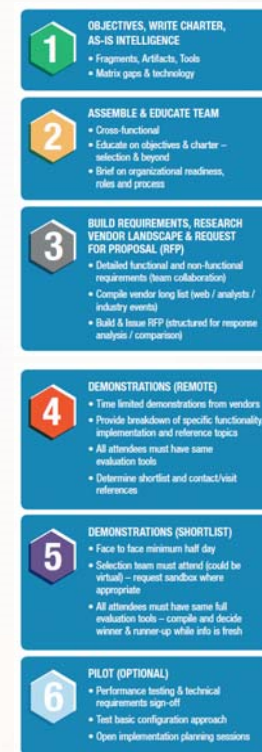 1
OBJECTIVES, WRITE CHARTER,
AS-IS INTELLIGENCE
• Fragments, Artifacts, Tools
• Matrix gaps & technology
2
ASSEMBLE & EDUCATE TEAM
• Cross-functional
• Educate on objectives & charter –
selection & beyond
• Brief on organizational readiness,
roles and process
3
BUILD REQUIREMENTS, RESEARCH
VENDOR LANDSCAPE & REQUEST
FOR PROPOSAL (RFP)
• Detailed functional and non-functional
requirements (team collaboration)
• Compile vendor long list (web / analysts /
industry events)
• Build & Issue RFP (structured for response
analysis / comparison)
4
DEMONSTRATIONS (REMOTE)
• Time limited demonstrations from vendors
• Provide breakdown of specific functionality,
implementation and reference topics
• All attendees must have same
evaluation tools
• Determine shortlist and contact/visit
references
5
DEMONSTRATIONS (SHORTLIST)
• Face to face minimum half day
• Selection team must attend (could be
virtual) – request sandbox where
appropriate
• All attendees must have same full
evaluation tools – compile and decide
winner & runner-up while info is fresh
6
PILOT (OPTIONAL)
• Performance testing & technical
requirements sign-off
• Test basic configuration approach
• Open implementation planning sessions